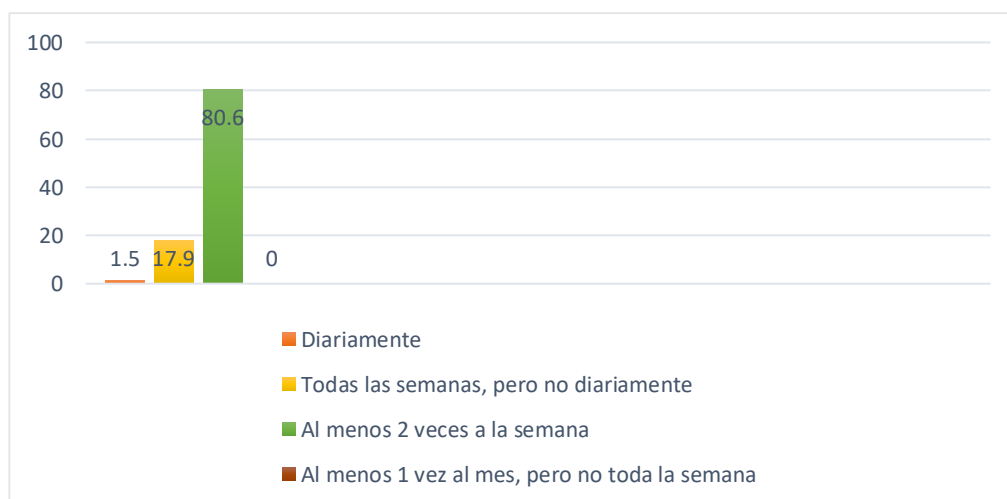 100
80
60
40
20
0
1.5
17.9
80.6
0
Diariamente
Todas las semanas, pero no diariamente
Al menos 2 veces a la semana
Al menos 1 vez al mes, pero no toda la semana